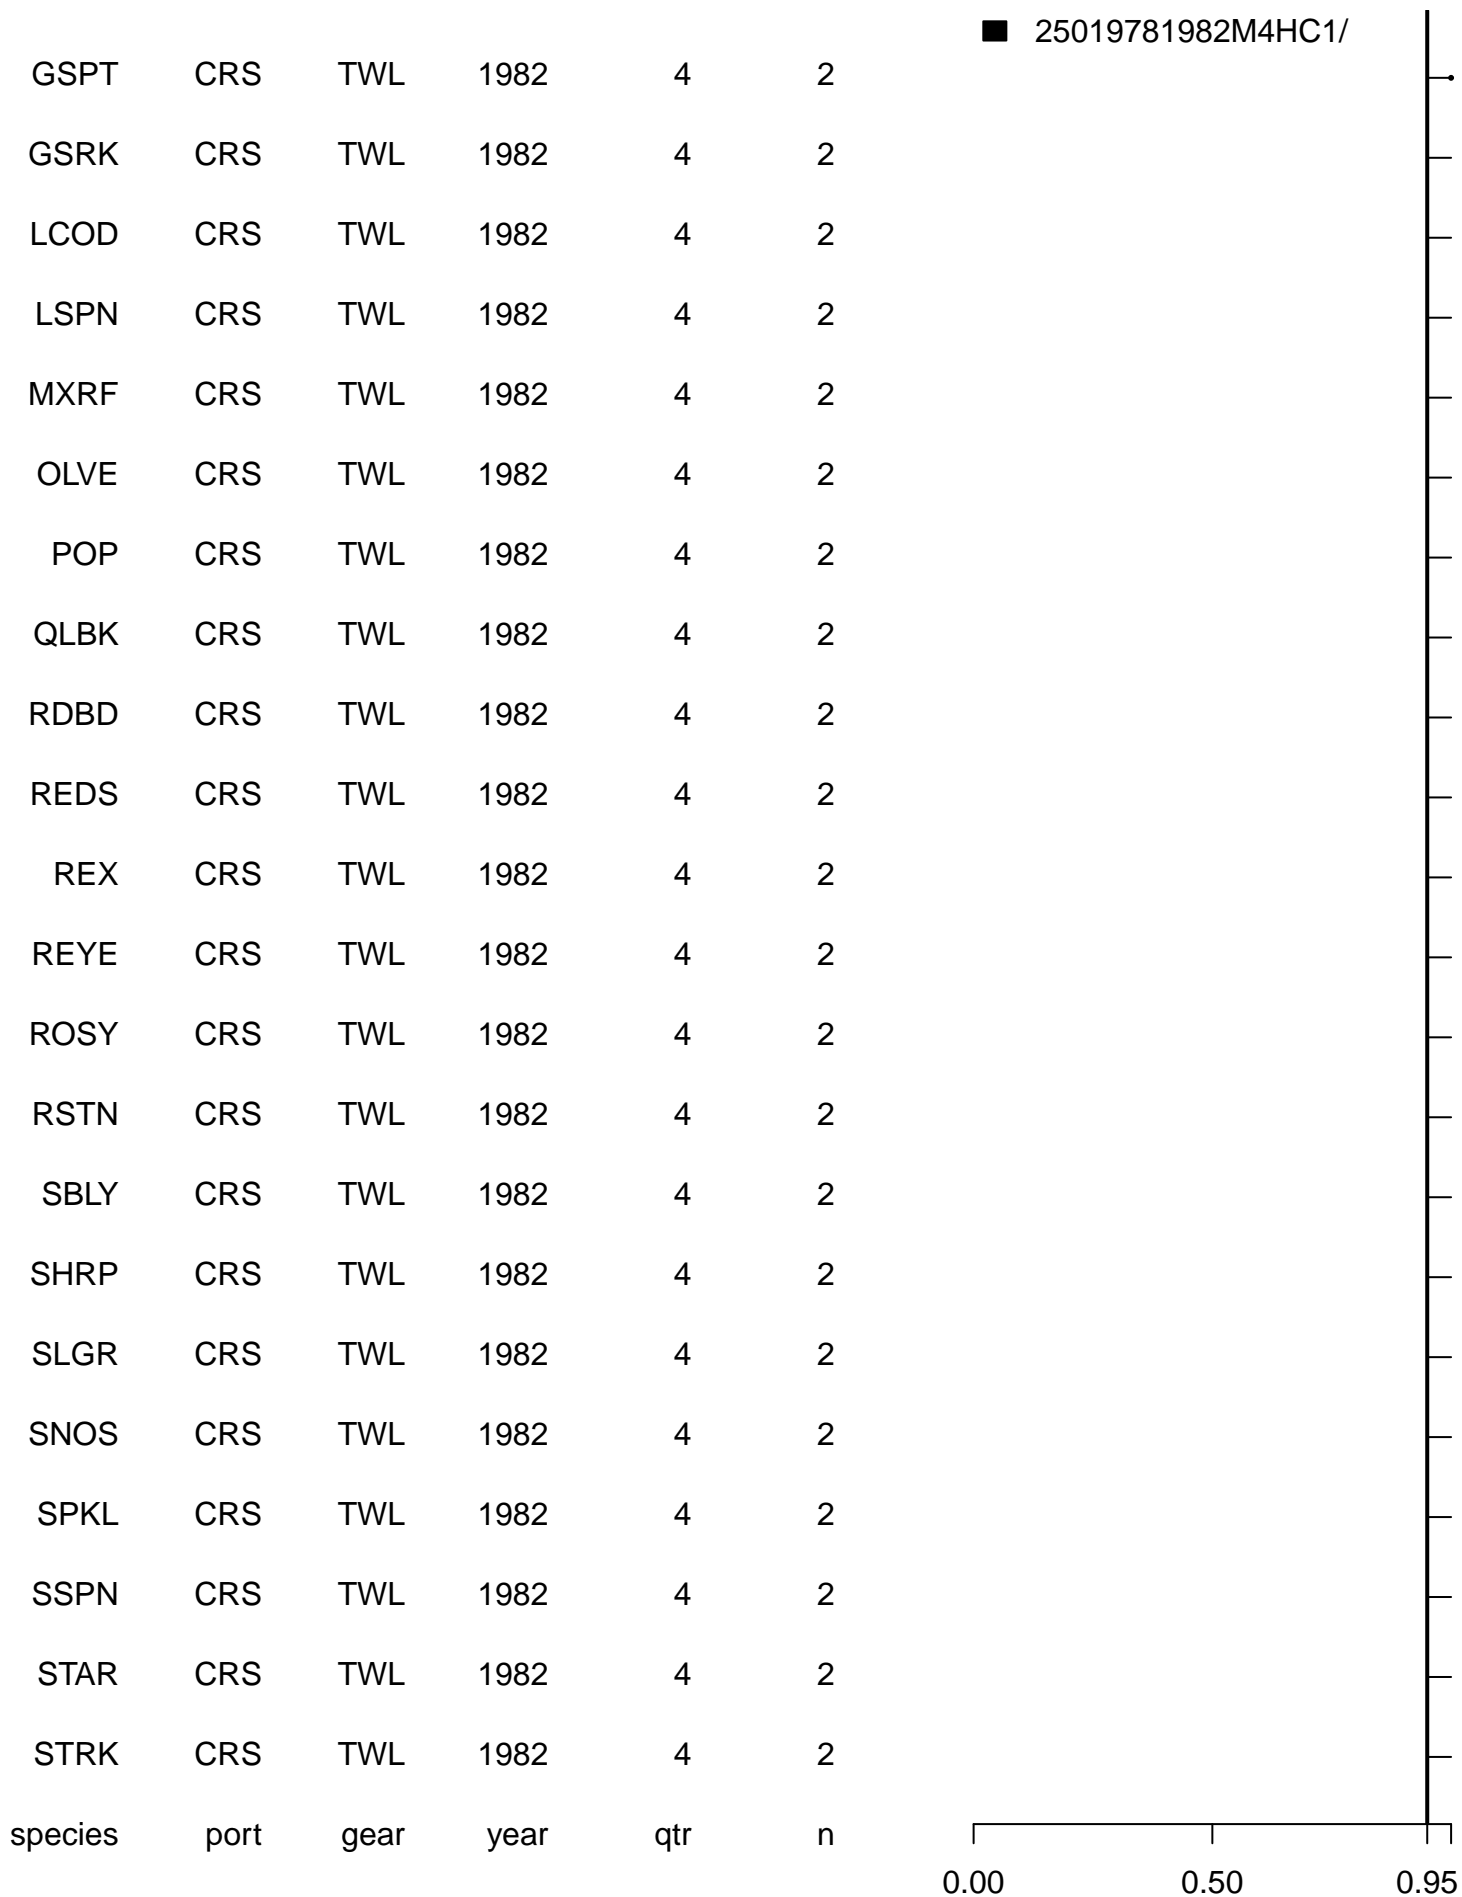 25019781982M4HC1/
GSPT CRS TWL 1982 4 2
GSRK CRS TWL 1982 4 2
LCOD CRS TWL 1982 4 2
LSPN CRS TWL 1982 4 2
MXRF CRS TWL 1982 4 2
OLVE CRS TWL 1982 4 2
POP CRS TWL 1982 4 2
QLBK CRS TWL 1982 4 2
RDBD CRS TWL 1982 4 2
REDS CRS TWL 1982 4 2
REX CRS TWL 1982 4 2
REYE CRS TWL 1982 4 2
ROSY CRS TWL 1982 4 2
RSTN CRS TWL 1982 4 2
SBLY CRS TWL 1982 4 2
SHRP CRS TWL 1982 4 2
SLGR CRS TWL 1982 4 2
SNOS CRS TWL 1982 4 2
SPKL CRS TWL 1982 4 2
SSPN CRS TWL 1982 4 2
STAR CRS TWL 1982 4 2
STRK CRS TWL 1982 4 2
species port gear year qtr n
0.00 0.50 0.95